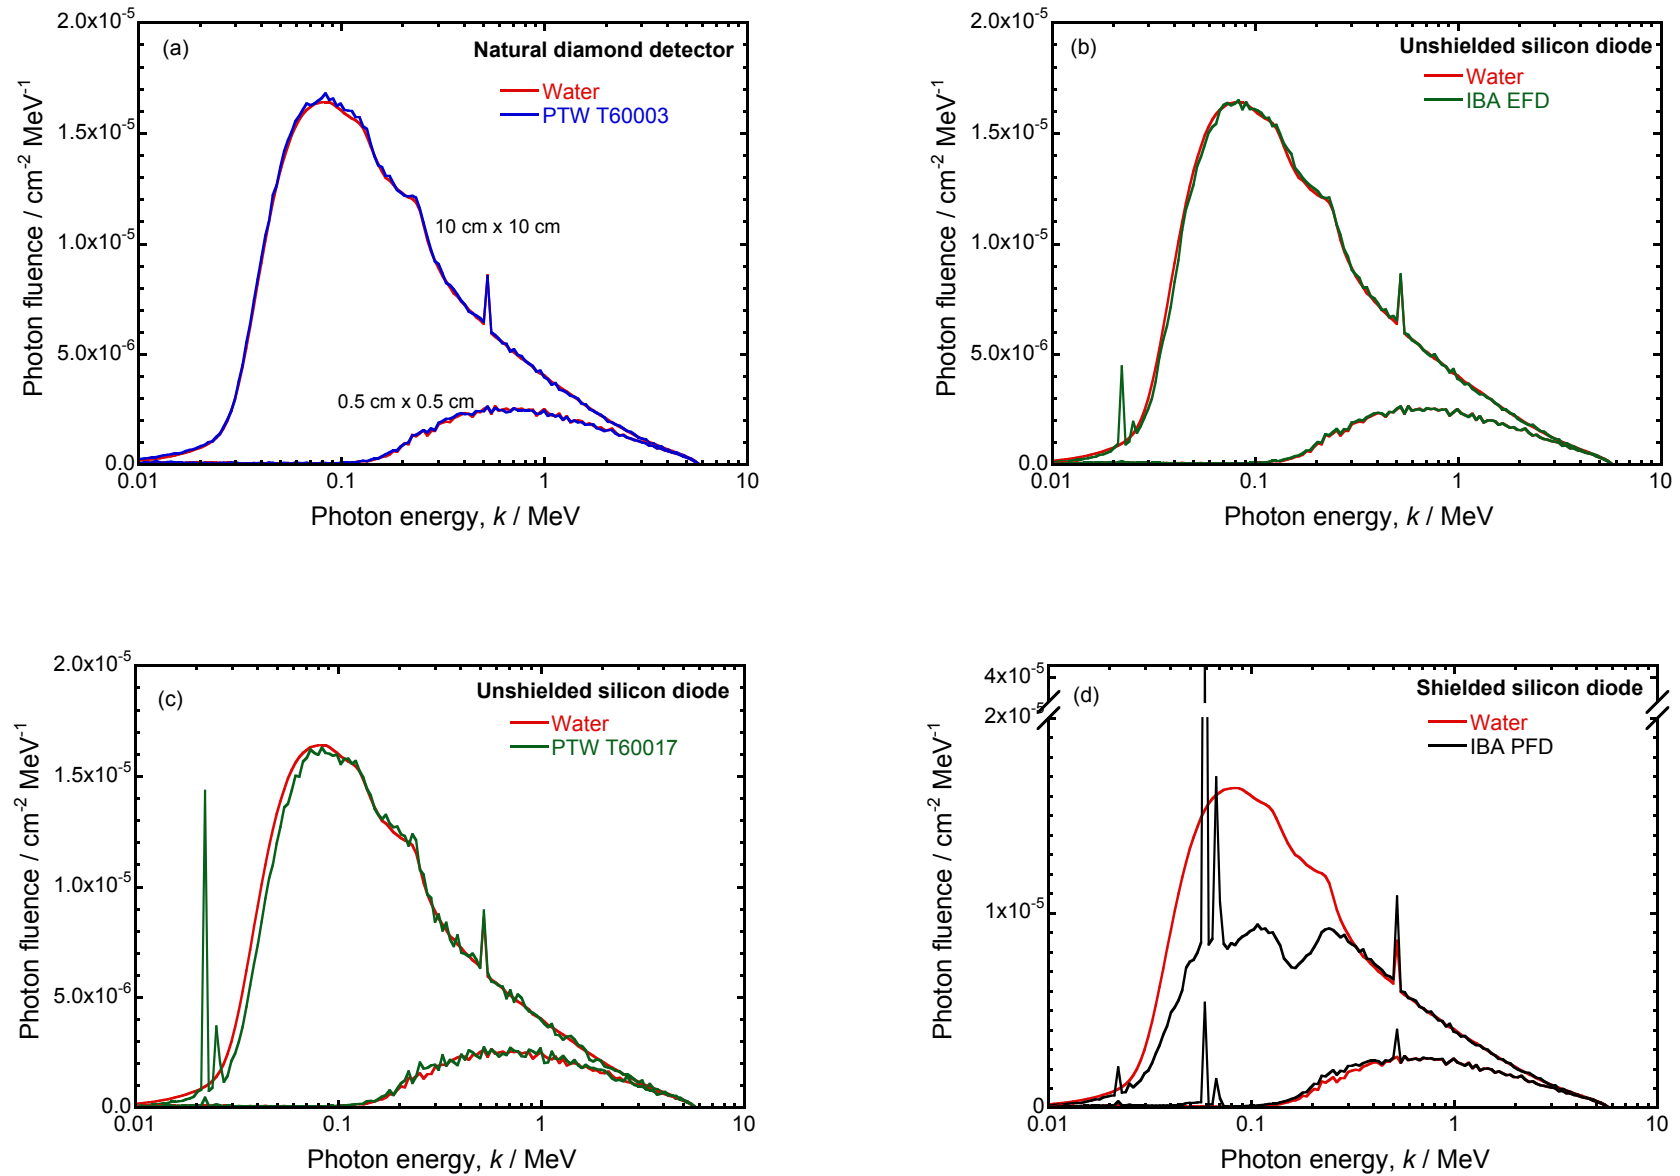 (a)
Natural diamond detector
Water
PTW T60003
10 cm x 10 cm
0.5 cm x 0.5 cm
2.0x10⁻⁵
1.5x10⁻⁵
1.0x10⁻⁵
5.0x10⁻⁶
0.0
0.01
0.1
1
10
Photon fluence / cm⁻² MeV⁻¹
Photon energy, k / MeV
(b)
Unshielded silicon diode
Water
IBA EFD
2.0x10⁻⁵
1.5x10⁻⁵
1.0x10⁻⁵
5.0x10⁻⁶
0.0
0.01
0.1
1
10
Photon fluence / cm⁻² MeV⁻¹
Photon energy, k / MeV
(c)
Unshielded silicon diode
Water
PTW T60017
2.0x10⁻⁵
1.5x10⁻⁵
1.0x10⁻⁵
5.0x10⁻⁶
0.0
0.01
0.1
1
10
Photon fluence / cm⁻² MeV⁻¹
Photon energy, k / MeV
(d)
Shielded silicon diode
Water
IBA PFD
4x10⁻⁵
2x10⁻⁵
1x10⁻⁵
0
0.01
0.1
1
10
Photon fluence / cm⁻² MeV⁻¹
Photon energy, k / MeV